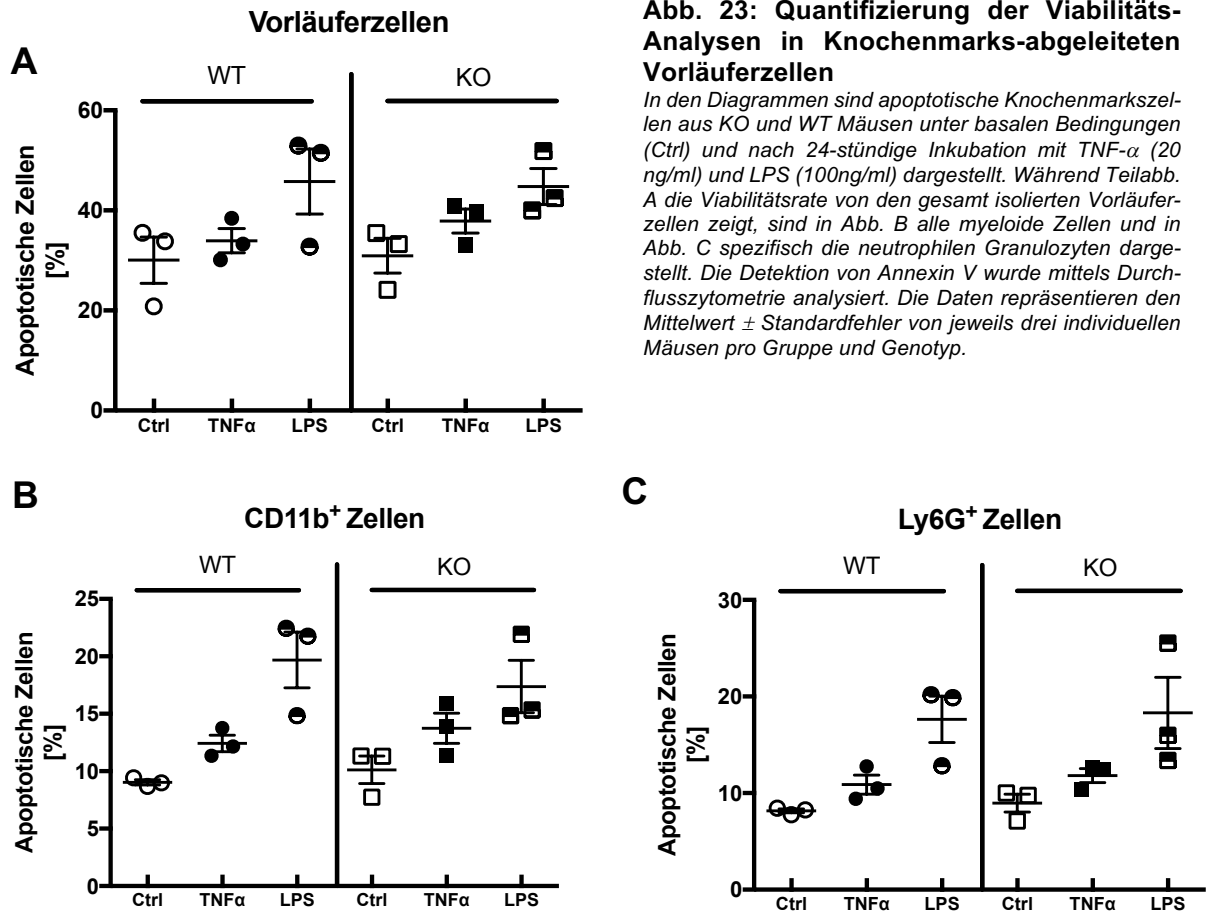 Vorläuferzellen
A
WT
KO
Apoptotische Zellen
[%]
60
40
20
0
Ctrl
TNFα
LPS
Ctrl
TNFα
LPS
Abb. 23: Quantifizierung der Viabilitäts-
Analysen in Knochenmarks-abgeleiteten
Vorläuferzellen
In den Diagrammen sind apoptotische Knochenmarkszel-
len aus KO und WT Mäusen unter basalen Bedingungen
(Ctrl) und nach 24-stündige Inkubation mit TNF-α (20
ng/ml) und LPS (100ng/ml) dargestellt. Während Teilabb.
A die Viabilitätsrate von den gesamt isolierten Vorläufer-
zellen zeigt, sind in Abb. B alle myeloide Zellen und in
Abb. C spezifisch die neutrophilen Granulozyten darge-
stellt. Die Detektion von Annexin V wurde mittels Durch-
flusszytometrie analysiert. Die Daten repräsentieren den
Mittelwert ± Standardfehler von jeweils drei individuellen
Mäusen pro Gruppe und Genotyp.
B
CD11b⁺ Zellen
WT
KO
Apoptotische Zellen
[%]
25
20
15
10
5
0
Ctrl
TNFα
LPS
Ctrl
TNFα
LPS
C
Ly6G⁺ Zellen
WT
KO
Apoptotische Zellen
[%]
30
20
10
0
Ctrl
TNFα
LPS
Ctrl
TNFα
LPS